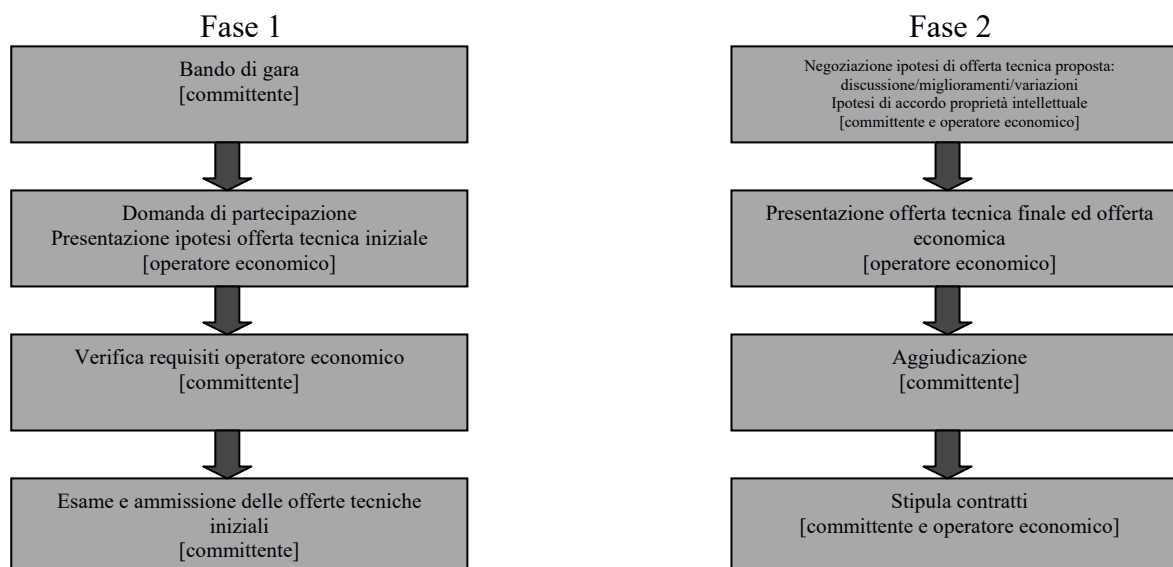 Fase 1
Bando di gara
[committente]
Domanda di partecipazione
Presentazione ipotesi offerta tecnica iniziale
[operatore economico]
Verifica requisiti operatore economico
[committente]
Esame e ammissione delle offerte tecniche
iniziali
[committente]
Fase 2
Negoziazione ipotesi di offerta tecnica proposta:
discussione/miglioramenti/variazioni
Ipotesi di accordo proprietà intellettuale
[committente e operatore economico]
Presentazione offerta tecnica finale ed offerta
economica
[operatore economico]
Aggiudicazione
[committente]
Stipula contratti
[committente e operatore economico]